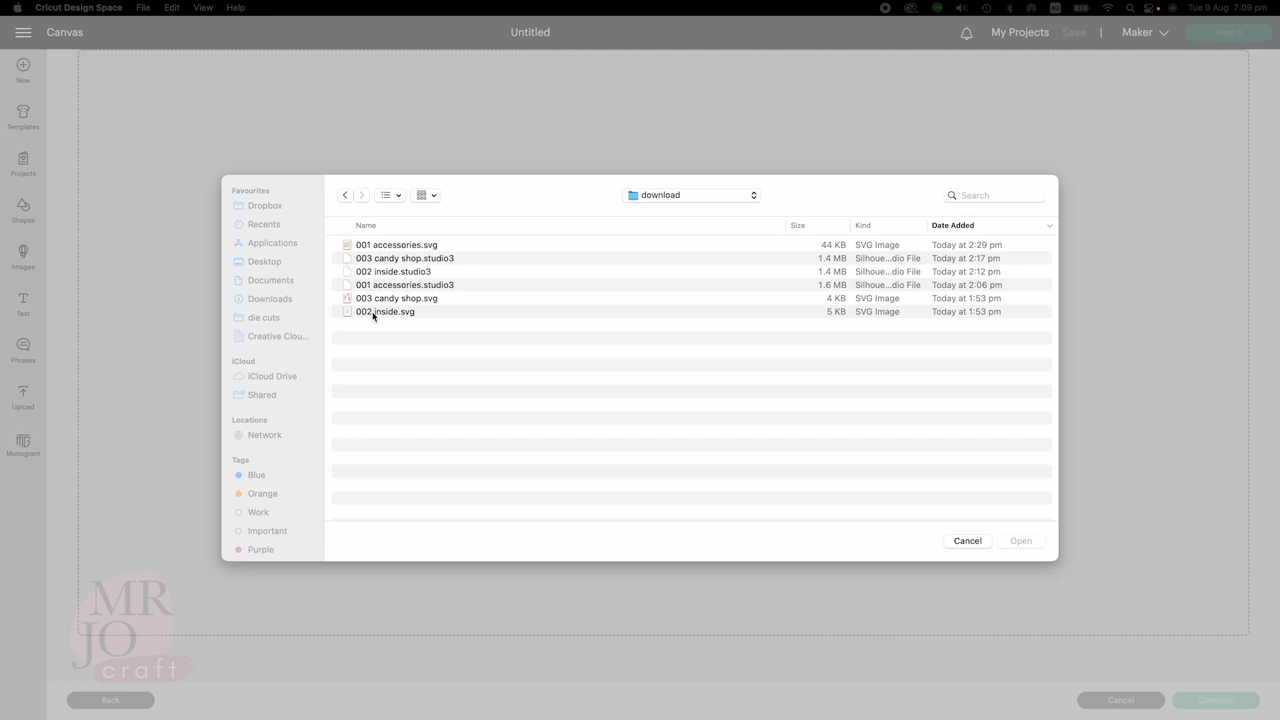 Cricut Design Space File Edit View Help
AU
Tue 9 Aug 7:09 pm
Canvas
Untitled
My Projects Save | Maker
Make It
New
Templates
Projects
Shapes
Images
Text
Phrases
Upload
Monogram
Favourites
Dropbox
Recents
Applications
Desktop
Documents
Downloads
die cuts
Creative Clou...
iCloud
iCloud Drive
Shared
Locations
Network
Tags
Blue
Orange
Work
Important
Purple
download
Search
Name Size Kind Date Added
001 accessories.svg 44 KB SVG Image Today at 2:29 pm
003 candy shop.studio3 1.4 MB Silhoue...dio File Today at 2:17 pm
002 inside.studio3 1.4 MB Silhoue...dio File Today at 2:12 pm
001 accessories.studio3 1.6 MB Silhoue...dio File Today at 2:06 pm
003 candy shop.svg 4 KB SVG Image Today at 1:53 pm
002 inside.svg 5 KB SVG Image Today at 1:53 pm
Cancel Open
MR
JO
craft
Back
Cancel Continue